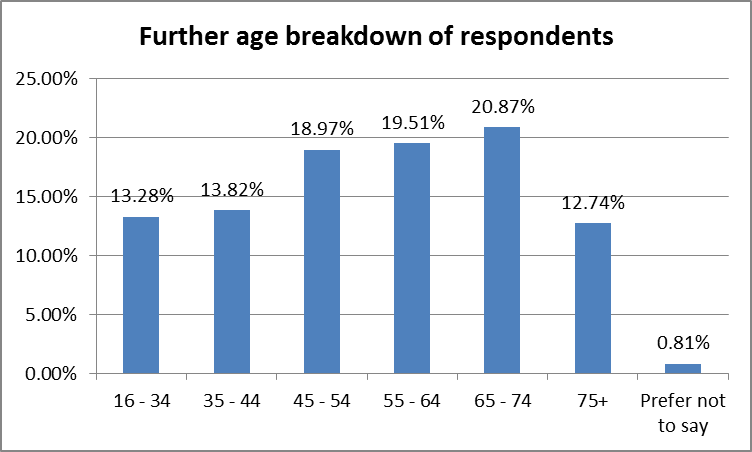 Further age breakdown of respondents
25.00%
20.00%
15.00%
10.00%
5.00%
0.00%
13.28%
13.82%
18.97%
19.51%
20.87%
12.74%
0.81%
16 - 34
35 - 44
45 - 54
55 - 64
65 - 74
75+
Prefer not
to say